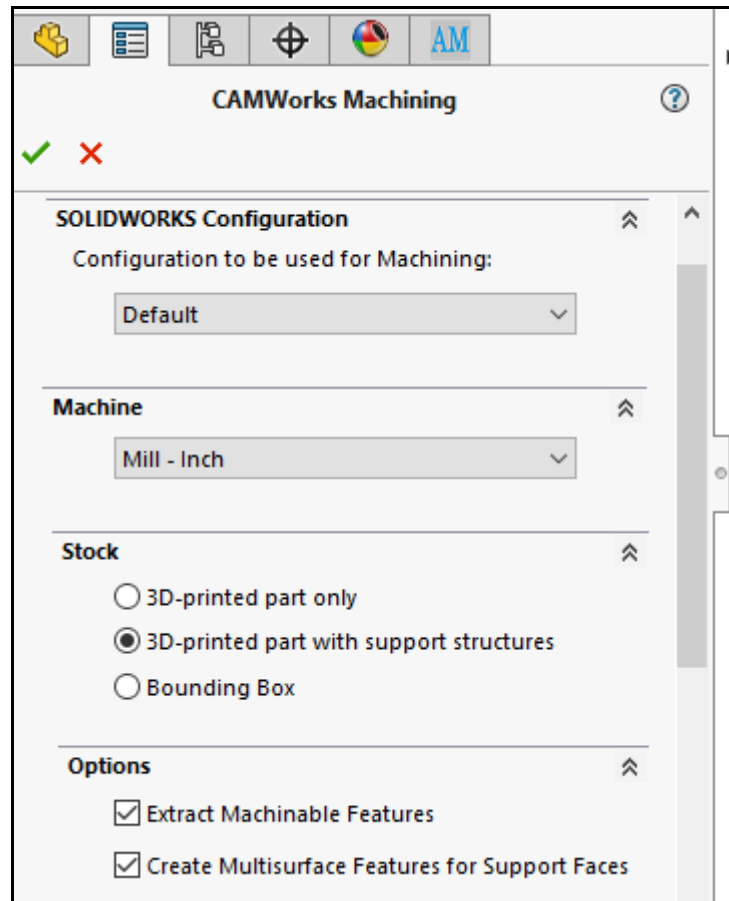 AM
CAMWorks Machining
SOLIDWORKS Configuration
Configuration to be used for Machining:
Default
Machine
Mill - Inch
Stock
3D-printed part only
3D-printed part with support structures
Bounding Box
Options
Extract Machinable Features
Create Multisurface Features for Support Faces